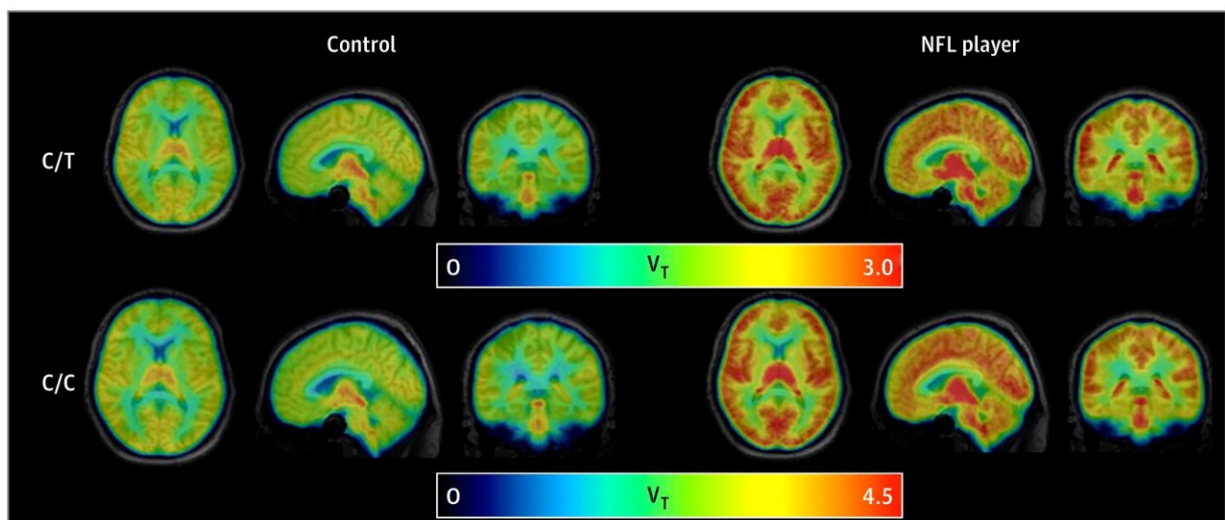 Control NFL player
C/T
0 V_T 3.0
C/C
0 V_T 4.5